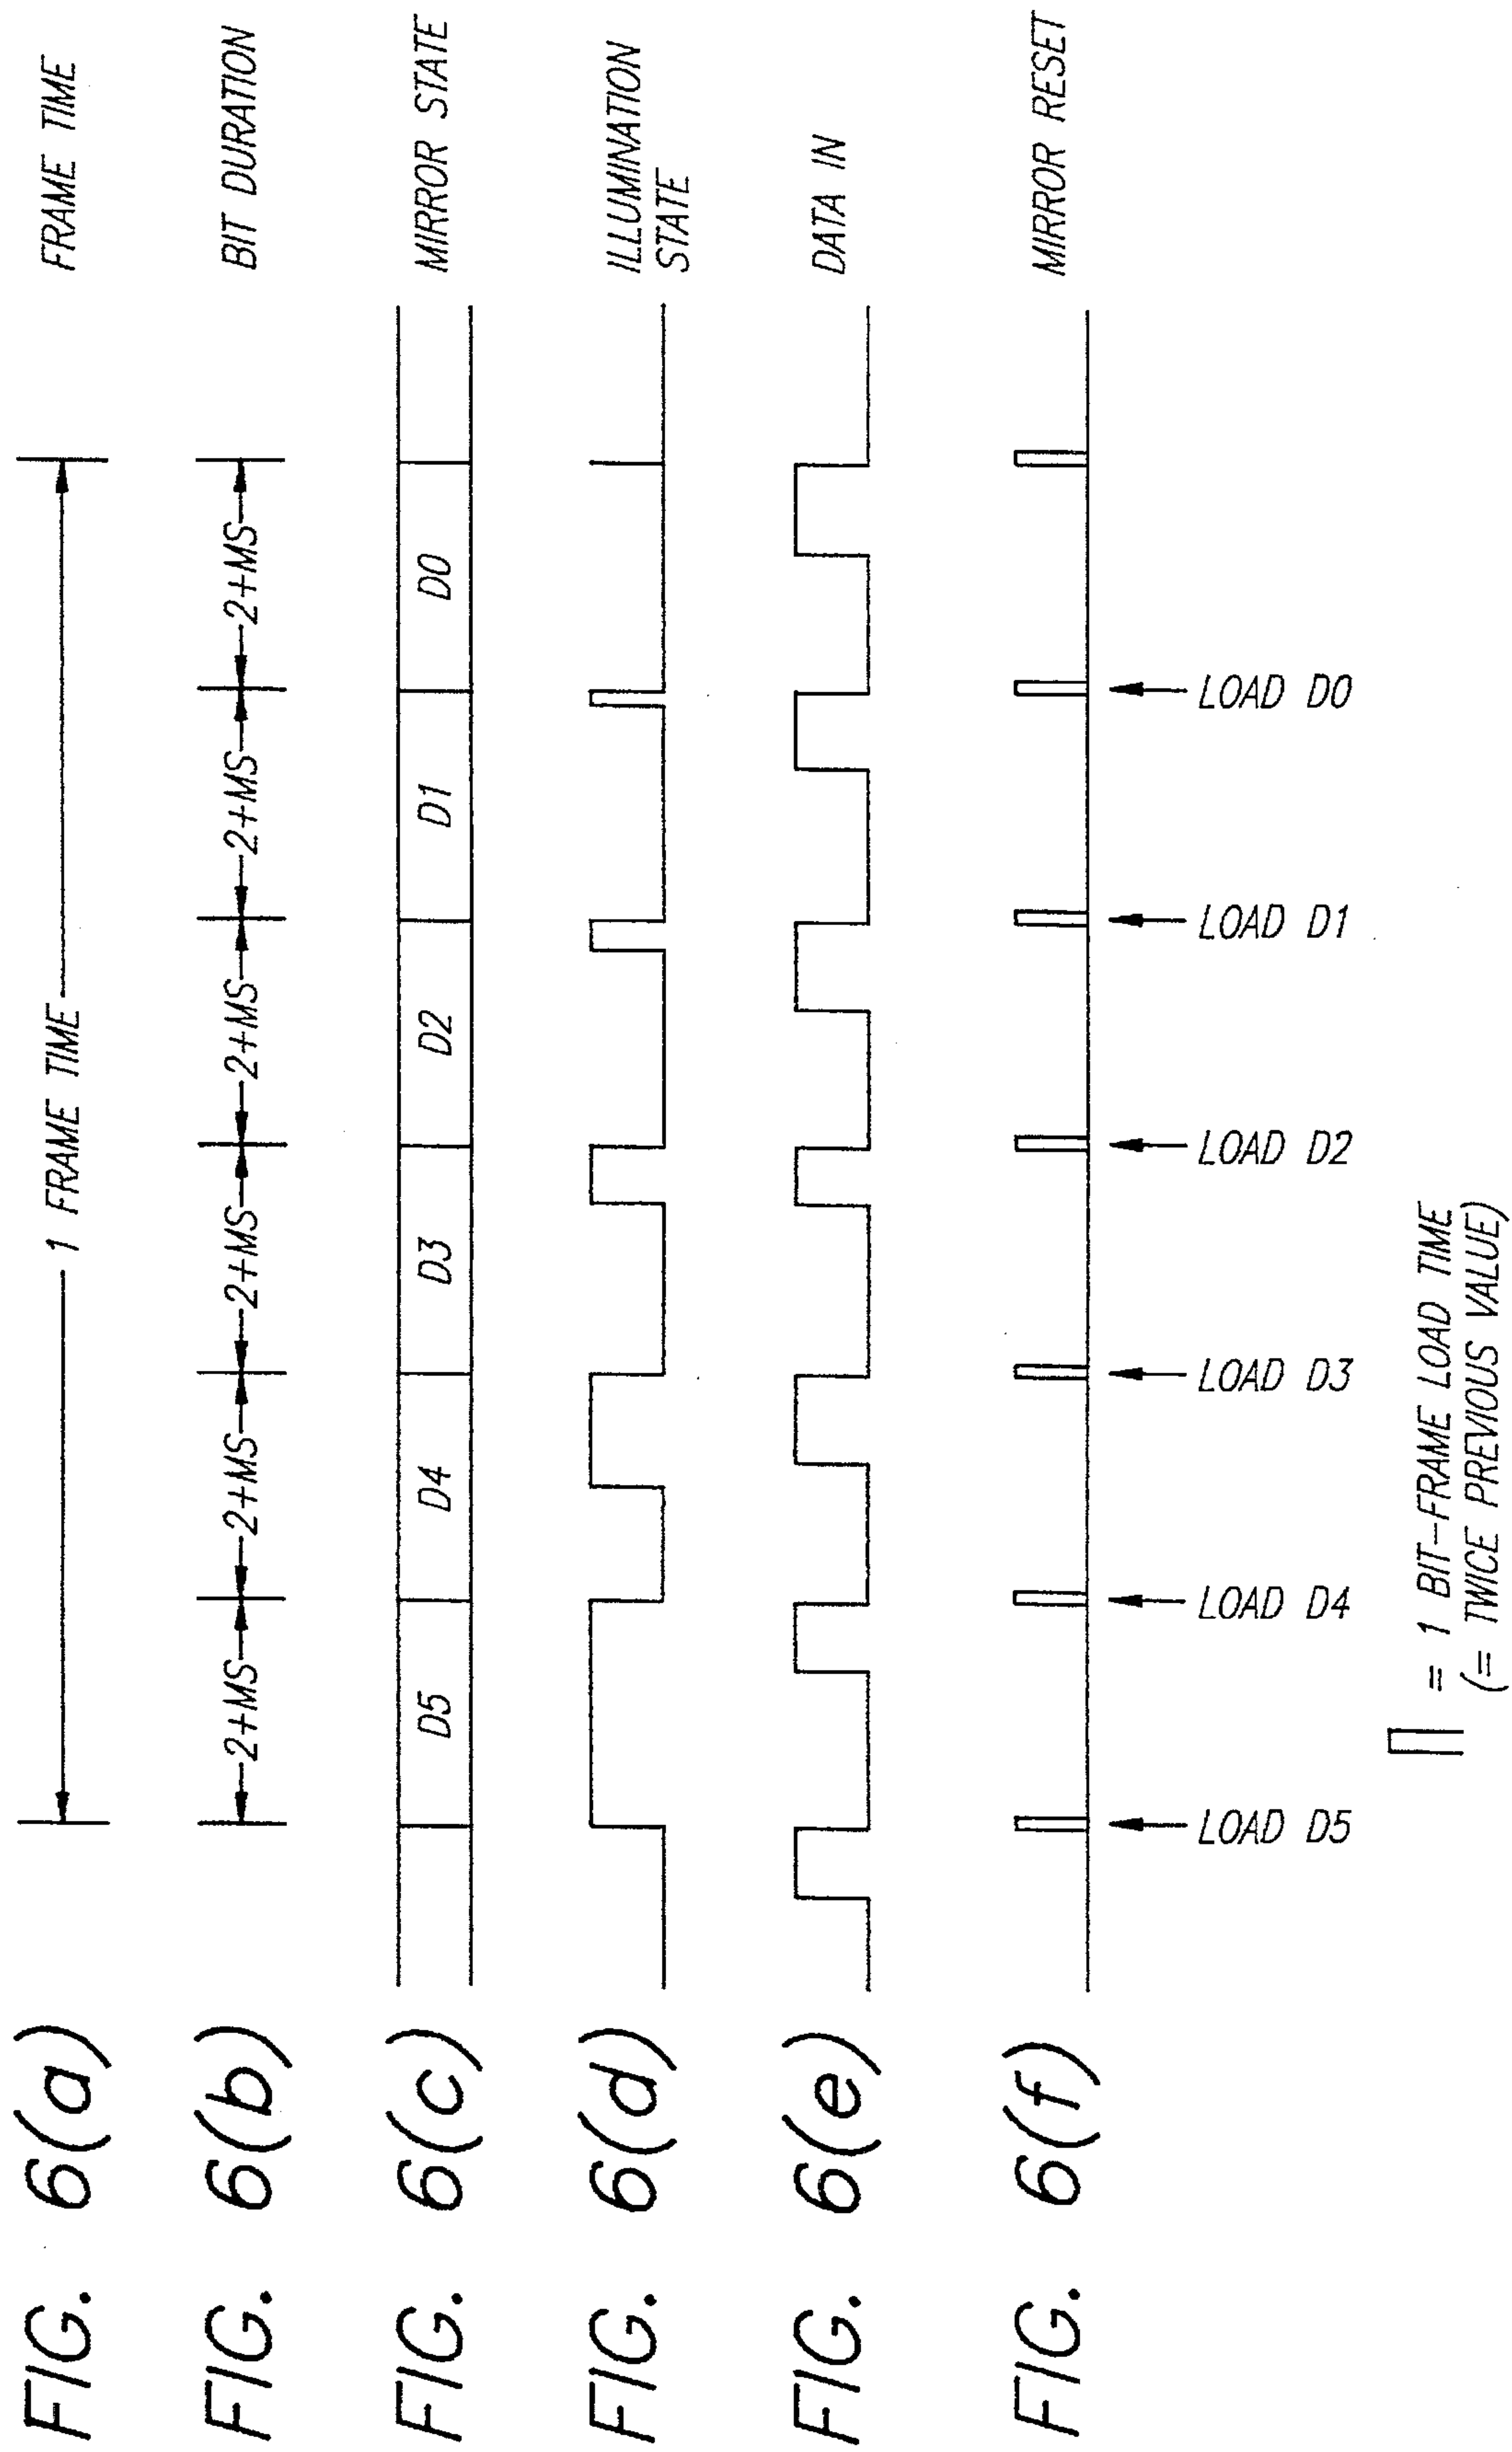 FIG. 6(a)
1 FRAME TIME
FRAME TIME
FIG. 6(b)
2+MS
2+MS
2+MS
2+MS
2+MS
2+MS
BIT DURATION
FIG. 6(c)
D5
D4
D3
D2
D1
D0
MIRROR STATE
FIG. 6(d)
ILLUMINATION
STATE
FIG. 6(e)
DATA IN
FIG. 6(f)
MIRROR RESET
LOAD D5
LOAD D4
LOAD D3
LOAD D2
LOAD D1
LOAD D0
= 1 BIT-FRAME LOAD TIME
(= TWICE PREVIOUS VALUE)